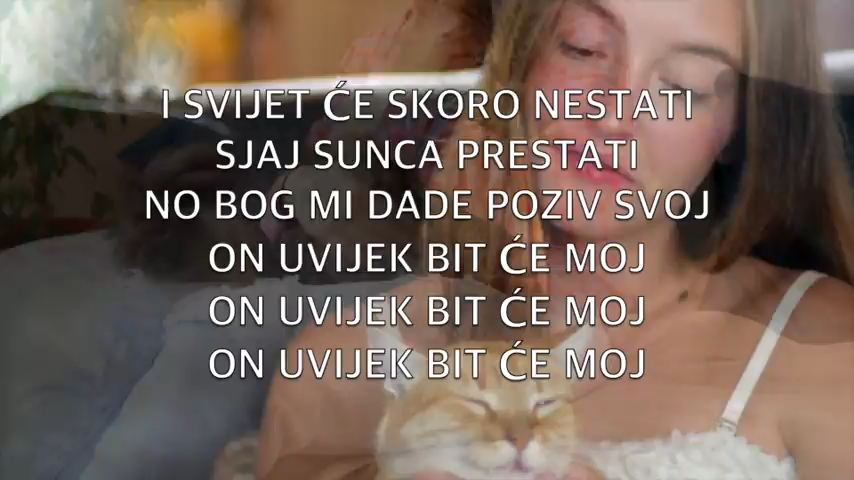 I SVIJET ĆE SKORO NESTATI
SJAJ SUNCA PRESTATI
NO BOG MI DADE POZIV SVOJ
ON UVIJEK BIT ĆE MOJ
ON UVIJEK BIT ĆE MOJ
ON UVIJEK BIT ĆE MOJ